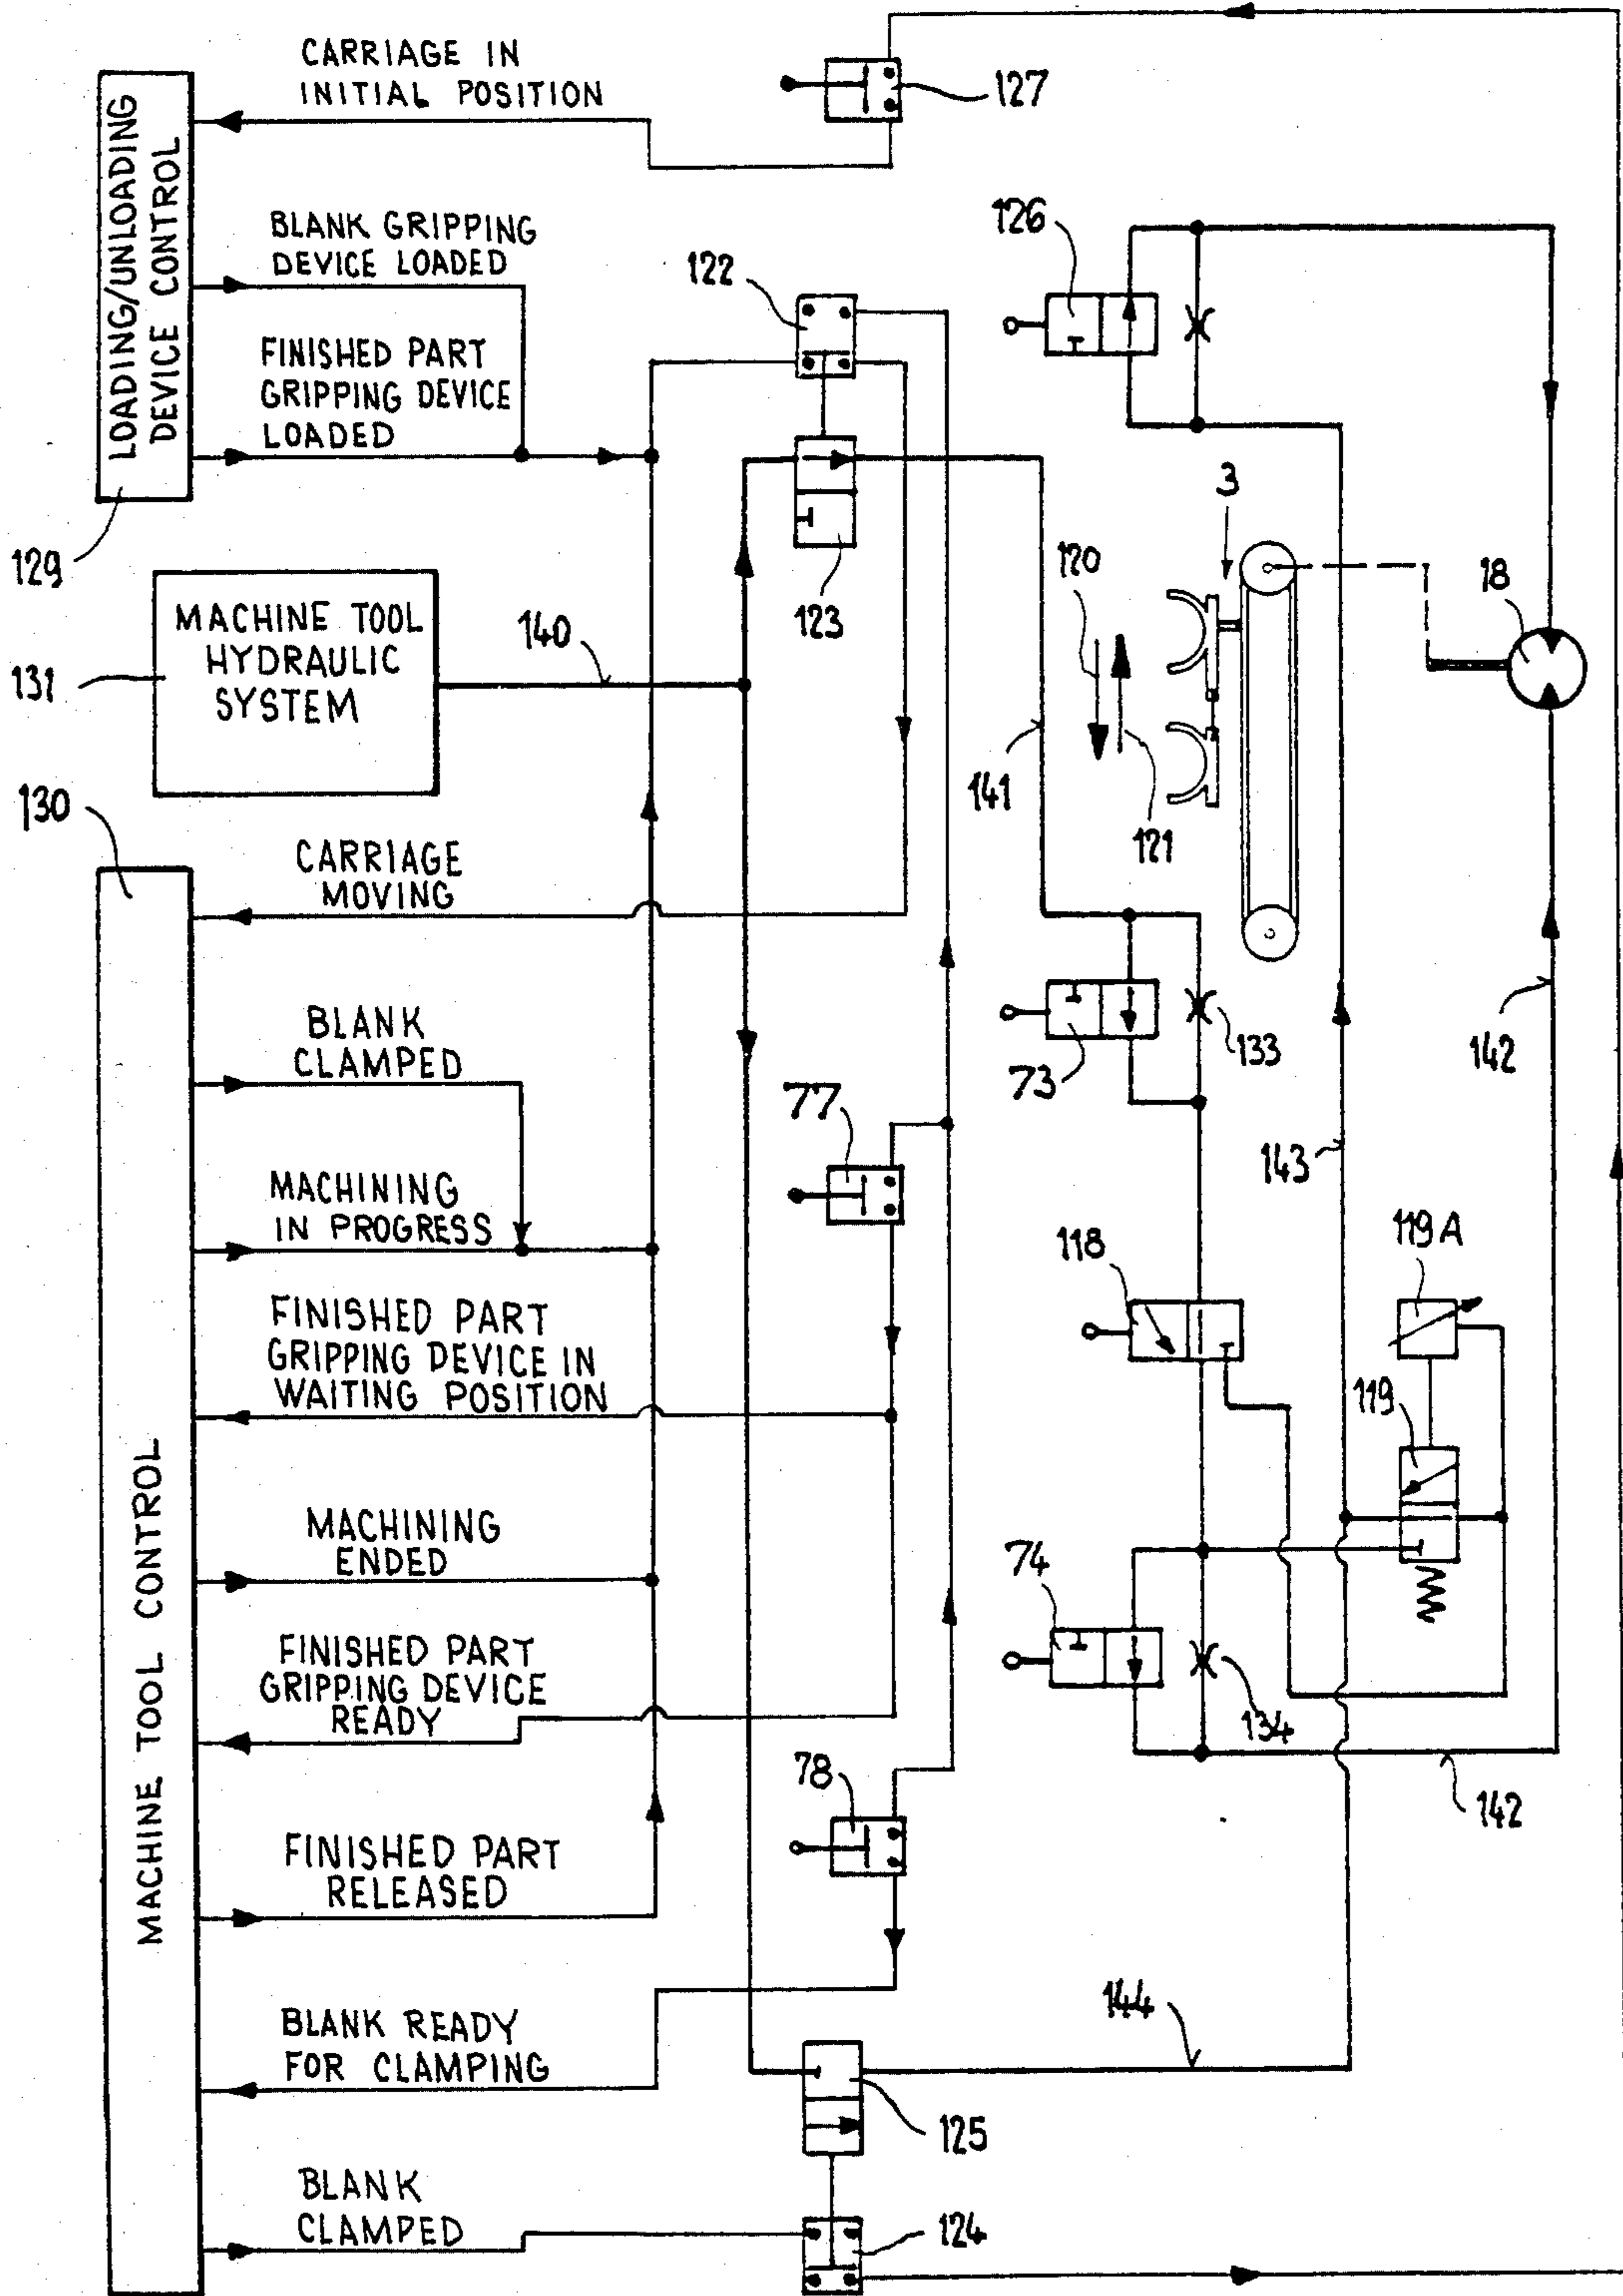 CARRIAGE IN
INITIAL POSITION
127
LOADING/UNLOADING
DEVICE CONTROL
BLANK GRIPPING
DEVICE LOADED
126
122
FINISHED PART
GRIPPING DEVICE
LOADED
3
129
120
18
123
MACHINE TOOL
HYDRAULIC
SYSTEM
140
131
141
121
130
CARRIAGE
MOVING
BLANK
CLAMPED
133
142
73
77
143
MACHINING
IN PROGRESS
118
119A
FINISHED PART
GRIPPING DEVICE IN
WAITING POSITION
119
MACHINE TOOL CONTROL
MACHINING
ENDED
74
FINISHED PART
GRIPPING DEVICE
READY
134
78
142
FINISHED PART
RELEASED
144
BLANK READY
FOR CLAMPING
125
BLANK
CLAMPED
124